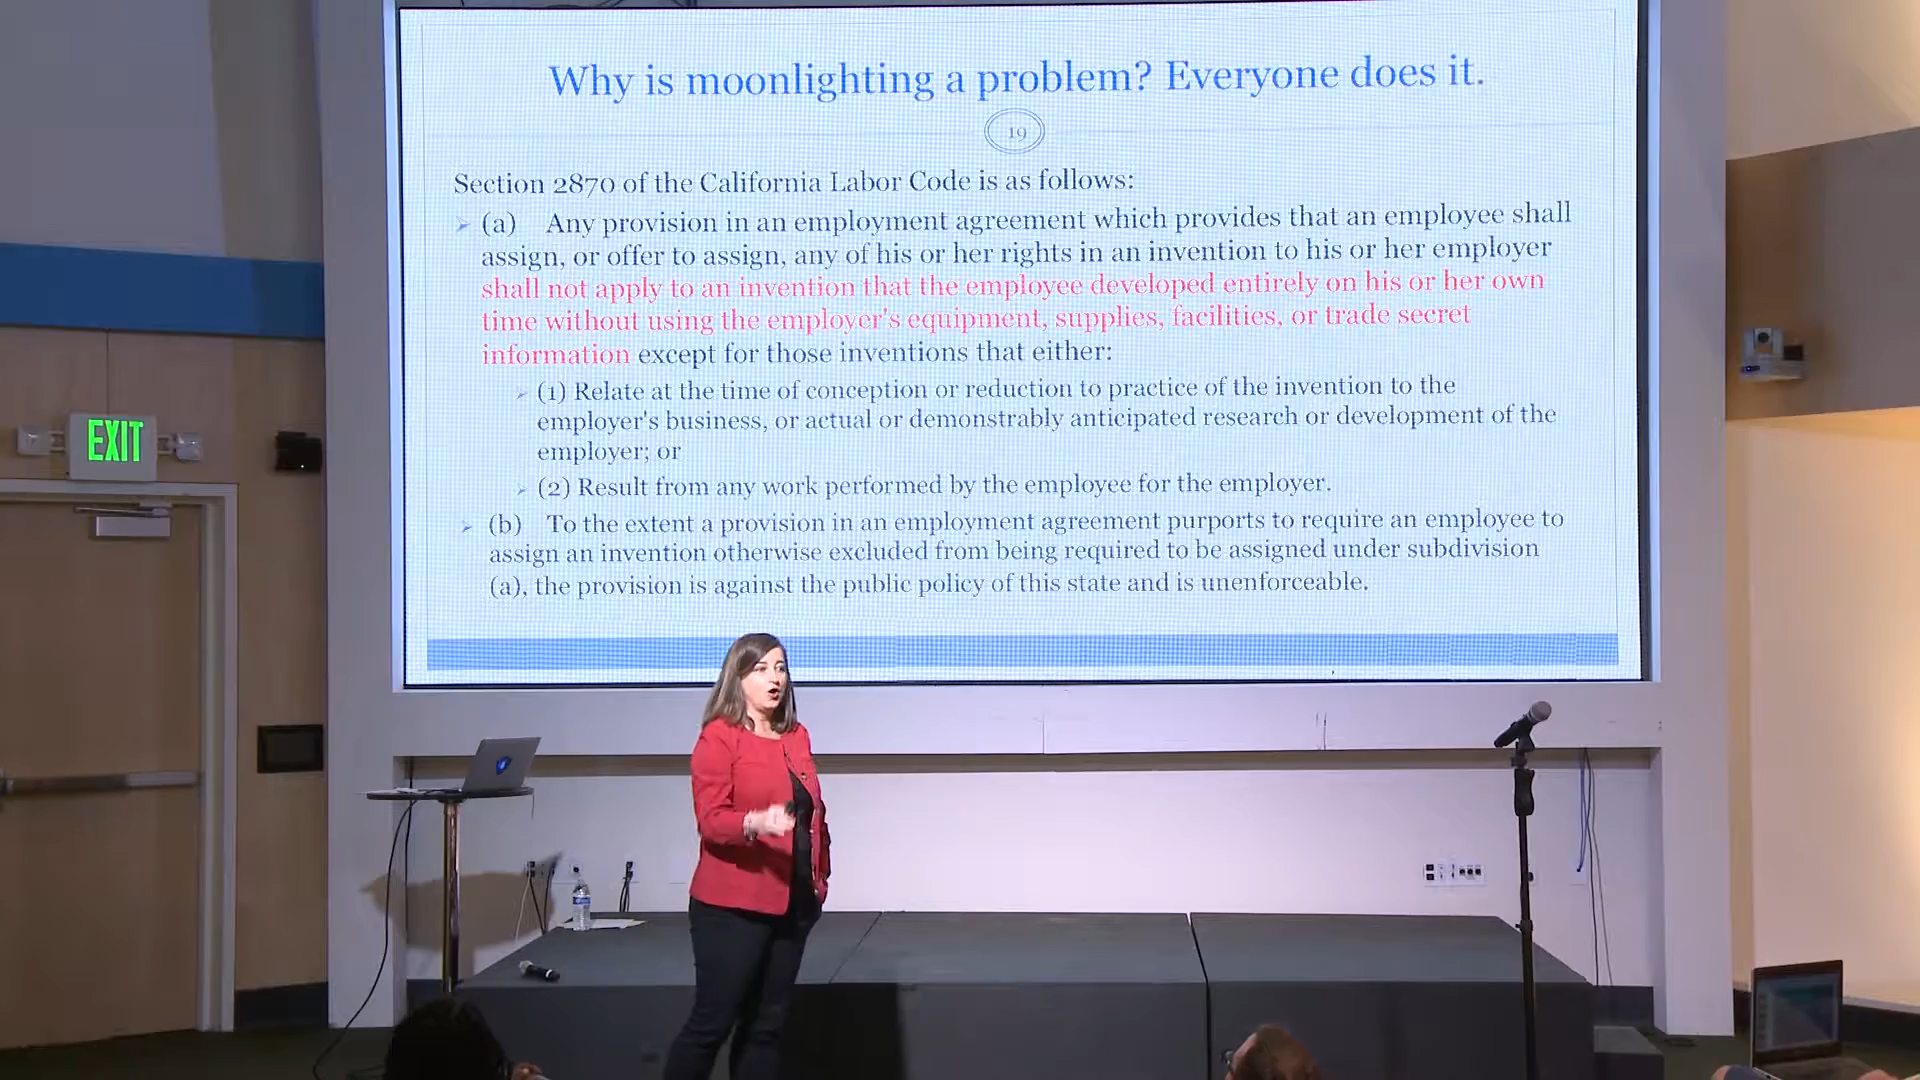 Why is moonlighting a problem? Everyone does it.
19
Section 2870 of the California Labor Code is as follows:
(a) Any provision in an employment agreement which provides that an employee shall
assign, or offer to assign, any of his or her rights in an invention to his or her employer
shall not apply to an invention that the employee developed entirely on his or her own
time without using the employer's equipment, supplies, facilities, or trade secret
information except for those inventions that either:
(1) Relate at the time of conception or reduction to practice of the invention to the
employer's business, or actual or demonstrably anticipated research or development of the
employer; or
(2) Result from any work performed by the employee for the employer.
(b) To the extent a provision in an employment agreement purports to require an employee to
assign an invention otherwise excluded from being required to be assigned under subdivision
(a), the provision is against the public policy of this state and is unenforceable.
EXIT